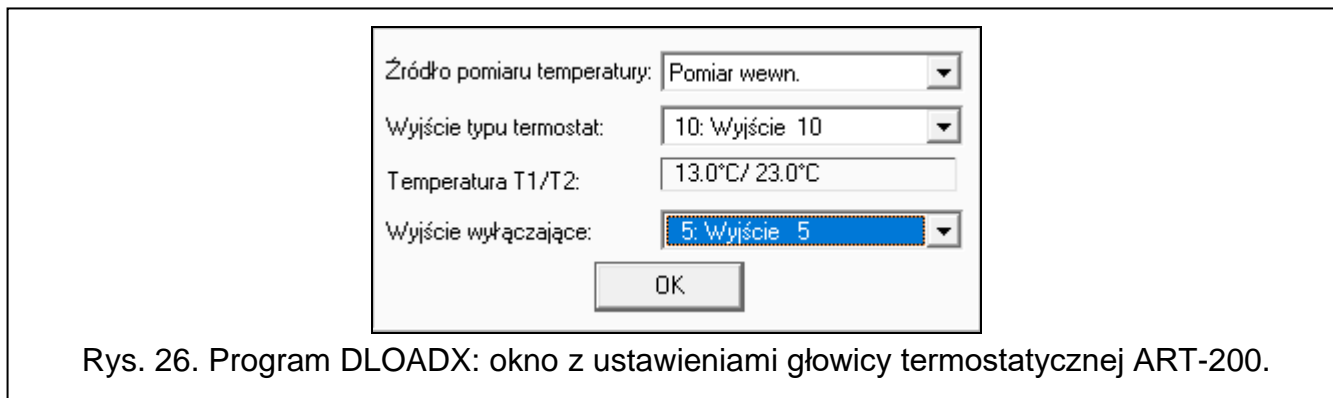 Źródło pomiaru temperatury: Pomiar wewn.
Wyjście typu termostat: 10: Wyjście 10
Temperatura T1/T2: 13.0°C/ 23.0°C
Wyjście wyłączające: 5: Wyjście 5
OK
Rys. 26. Program DLOADX: okno z ustawieniami głowicy termostatycznej ART-200.